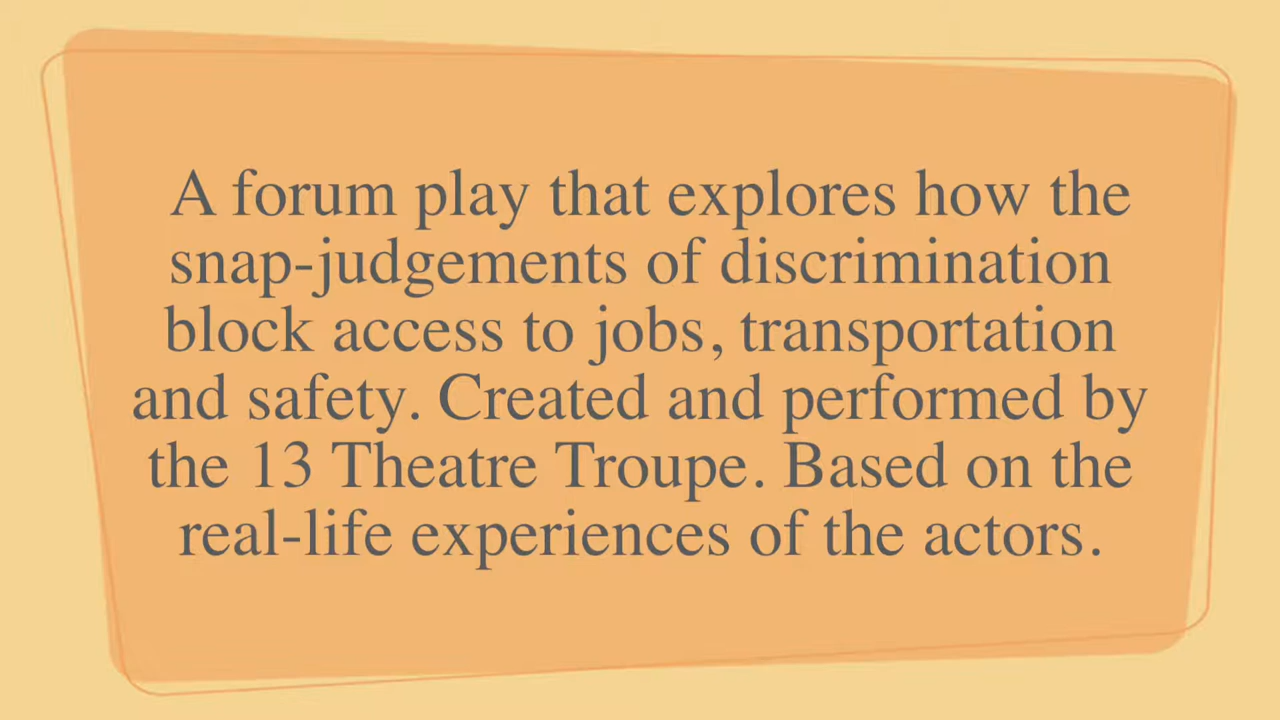 A forum play that explores how the
snap-judgements of discrimination
block access to jobs, transportation
and safety. Created and performed by
the 13 Theatre Troupe. Based on the
real-life experiences of the actors.